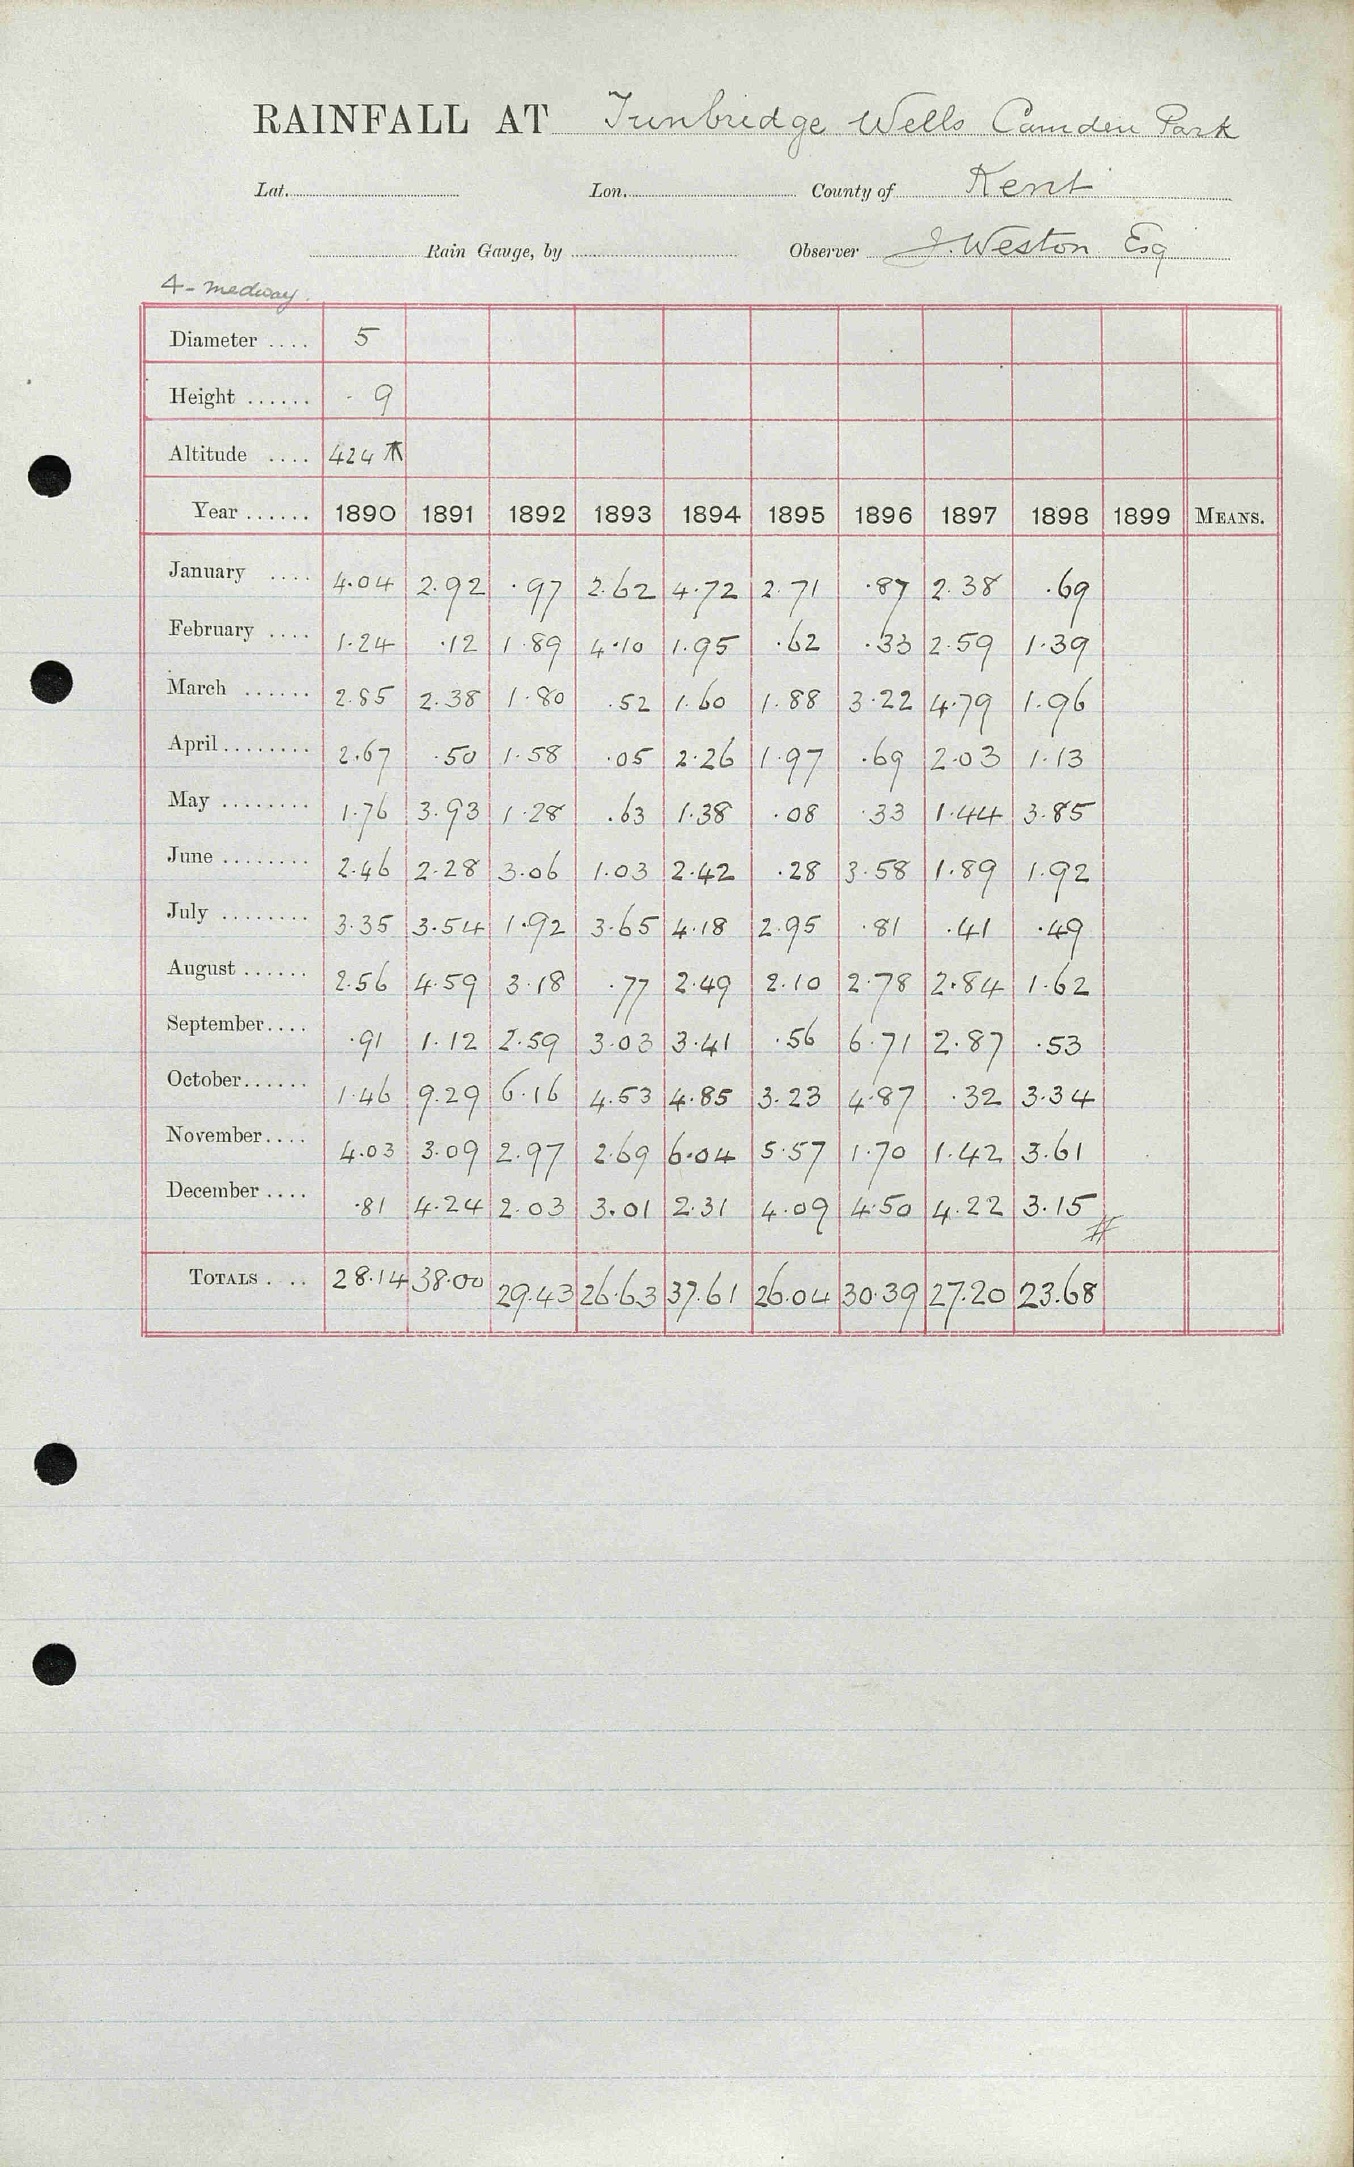 RAINFALL AT Tunbridge Wells Camden Park
Lat. Lon. County of Kent
Rain Gauge, by Observer J. Weston Esq
4 - medway.
Diameter .... 5
Height ...... - 9
Altitude .... 424
Year ...... 1890 1891 1892 1893 1894 1895 1896 1897 1898 1899 MEANS.
January .... 4.04 2.92 .97 2.62 4.72 2.71 .87 2.38 .69
February .... 1.24 .12 1.89 4.10 1.95 .62 .33 2.59 1.39
March ...... 2.85 2.38 1.80 .52 1.60 1.88 3.22 4.79 1.96
April ........ 2.67 .50 1.58 .05 2.26 1.97 .69 2.03 1.13
May ........ 1.76 3.93 1.28 .63 1.38 .08 .33 1.44 3.85
June ........ 2.46 2.28 3.06 1.03 2.42 .28 3.58 1.89 1.92
July ........ 3.35 3.54 1.92 3.65 4.18 2.95 .81 .41 .49
August ...... 2.56 4.59 3.18 .77 2.49 2.10 2.78 2.84 1.62
September.... .91 1.12 2.59 3.03 3.41 .56 6.71 2.87 .53
October...... 1.46 9.29 6.16 4.53 4.85 3.23 4.87 .32 3.34
November.... 4.03 3.09 2.97 2.69 6.04 5.57 1.70 1.42 3.61
December .... .81 4.24 2.03 3.01 2.31 4.09 4.50 4.22 3.15
#
TOTALS . .. 28.14 38.00 29.43 26.63 37.61 26.04 30.39 27.20 23.68